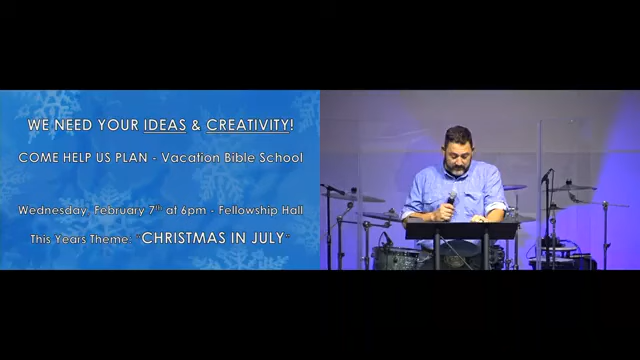 WE NEED YOUR IDEAS & CREATIVITY!
COME HELP US PLAN - Vacation Bible School
Wednesday, February 7th at 6pm - Fellowship Hall
This Years Theme: "CHRISTMAS IN JULY"